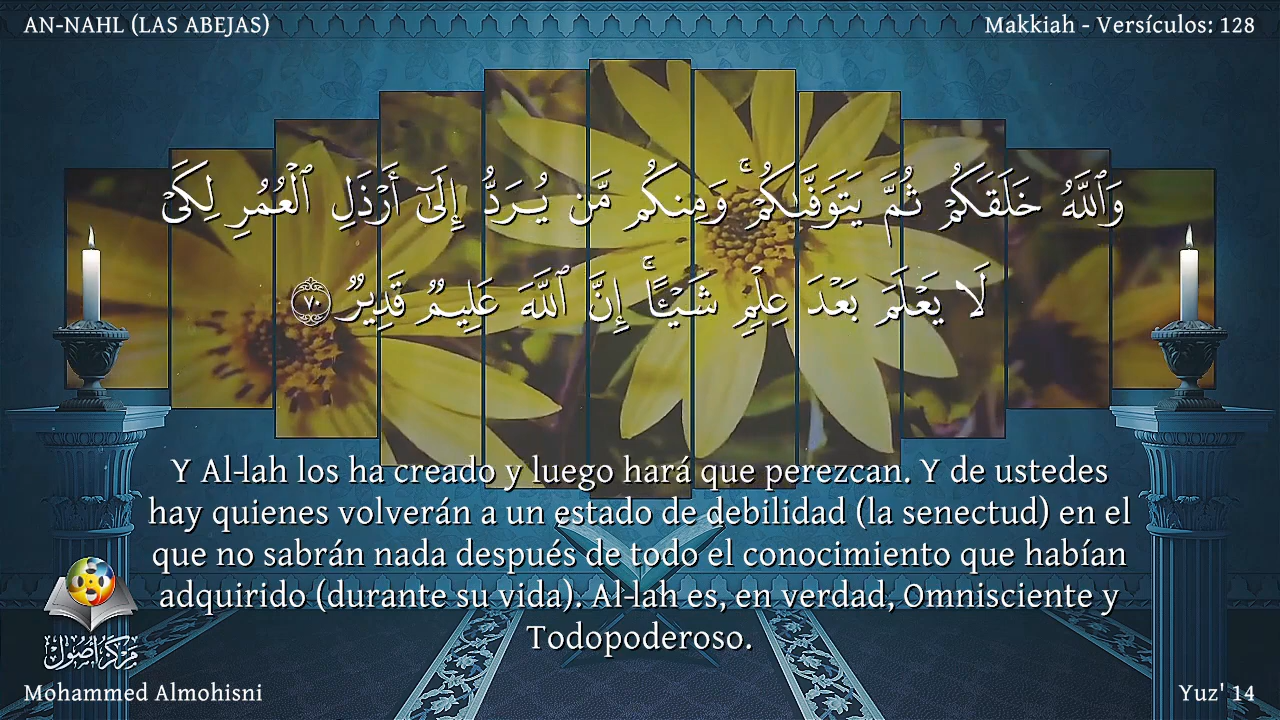 AN-NAHL (LAS ABEJAS)
Makkiah - Versículos: 128
وَٱللَّهُ خَلَقَكُمْ ثُمَّ يَتَوَفَّىٰكُمْ ۚ وَمِنكُم مَّن يُرَدُّ إِلَىٰٓ أَرْذَلِ ٱلْعُمُرِ لِكَىْ
لَا يَعْلَمَ بَعْدَ عِلْمٍ شَيْـًٔا ۚ إِنَّ ٱللَّهَ عَلِيمٌ قَدِيرٌ ٧٠
Y Al-lah los ha creado y luego hará que perezcan. Y de ustedes
hay quienes volverán a un estado de debilidad (la senectud) en el
que no sabrán nada después de todo el conocimiento que habían
adquirido (durante su vida). Al-lah es, en verdad, Omnisciente y
Todopoderoso.
مركز أصول
Mohammed Almohisni
Yuz' 14